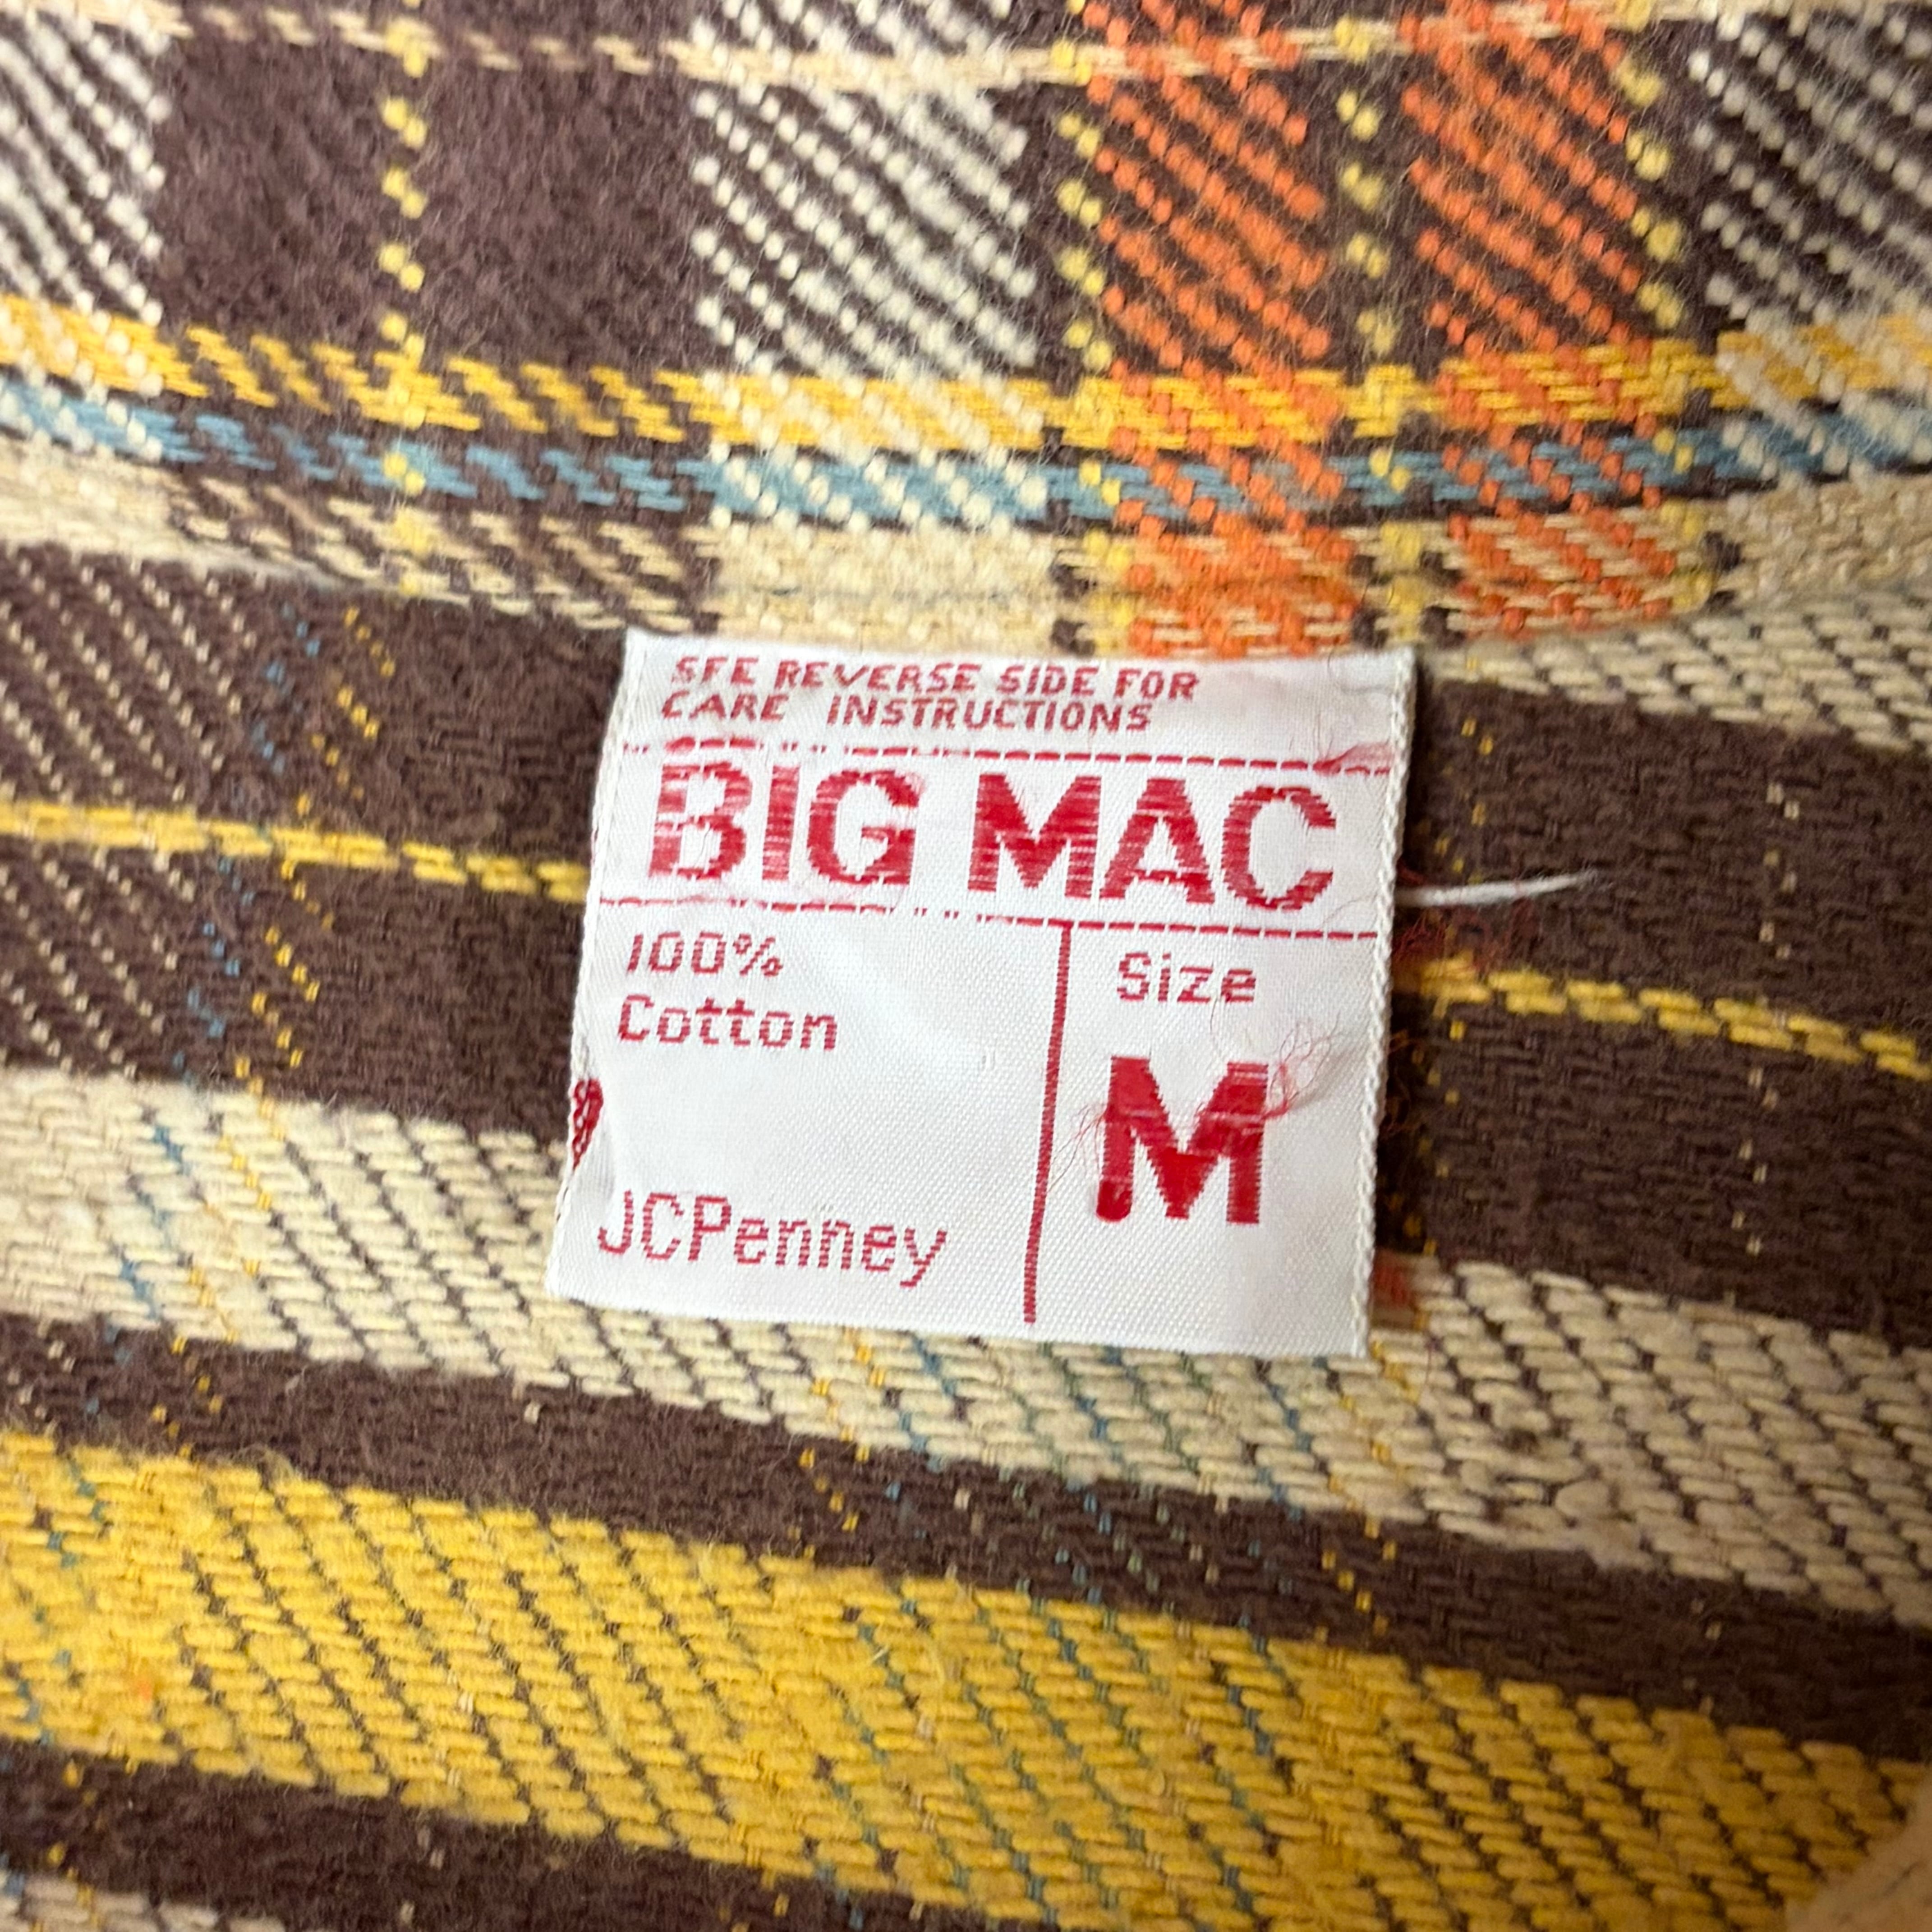 SEE REVERSE SIDE FOR
CARE INSTRUCTIONS
BIG MAC
100%
Cotton
Size
M
JCPenney